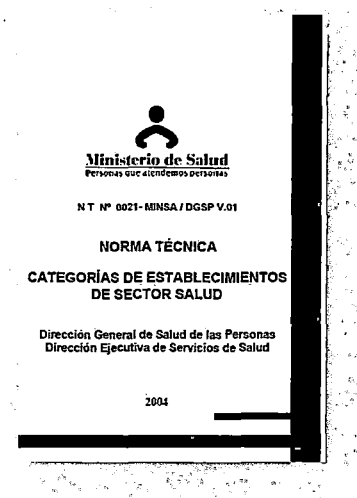 Ministerio de Salud
Personas que atendemos personas
N T Nº 0021- MINSA / DGSP V.01
NORMA TÉCNICA
CATEGORÍAS DE ESTABLECIMIENTOS
DE SECTOR SALUD
Dirección General de Salud de las Personas
Dirección Ejecutiva de Servicios de Salud
2004